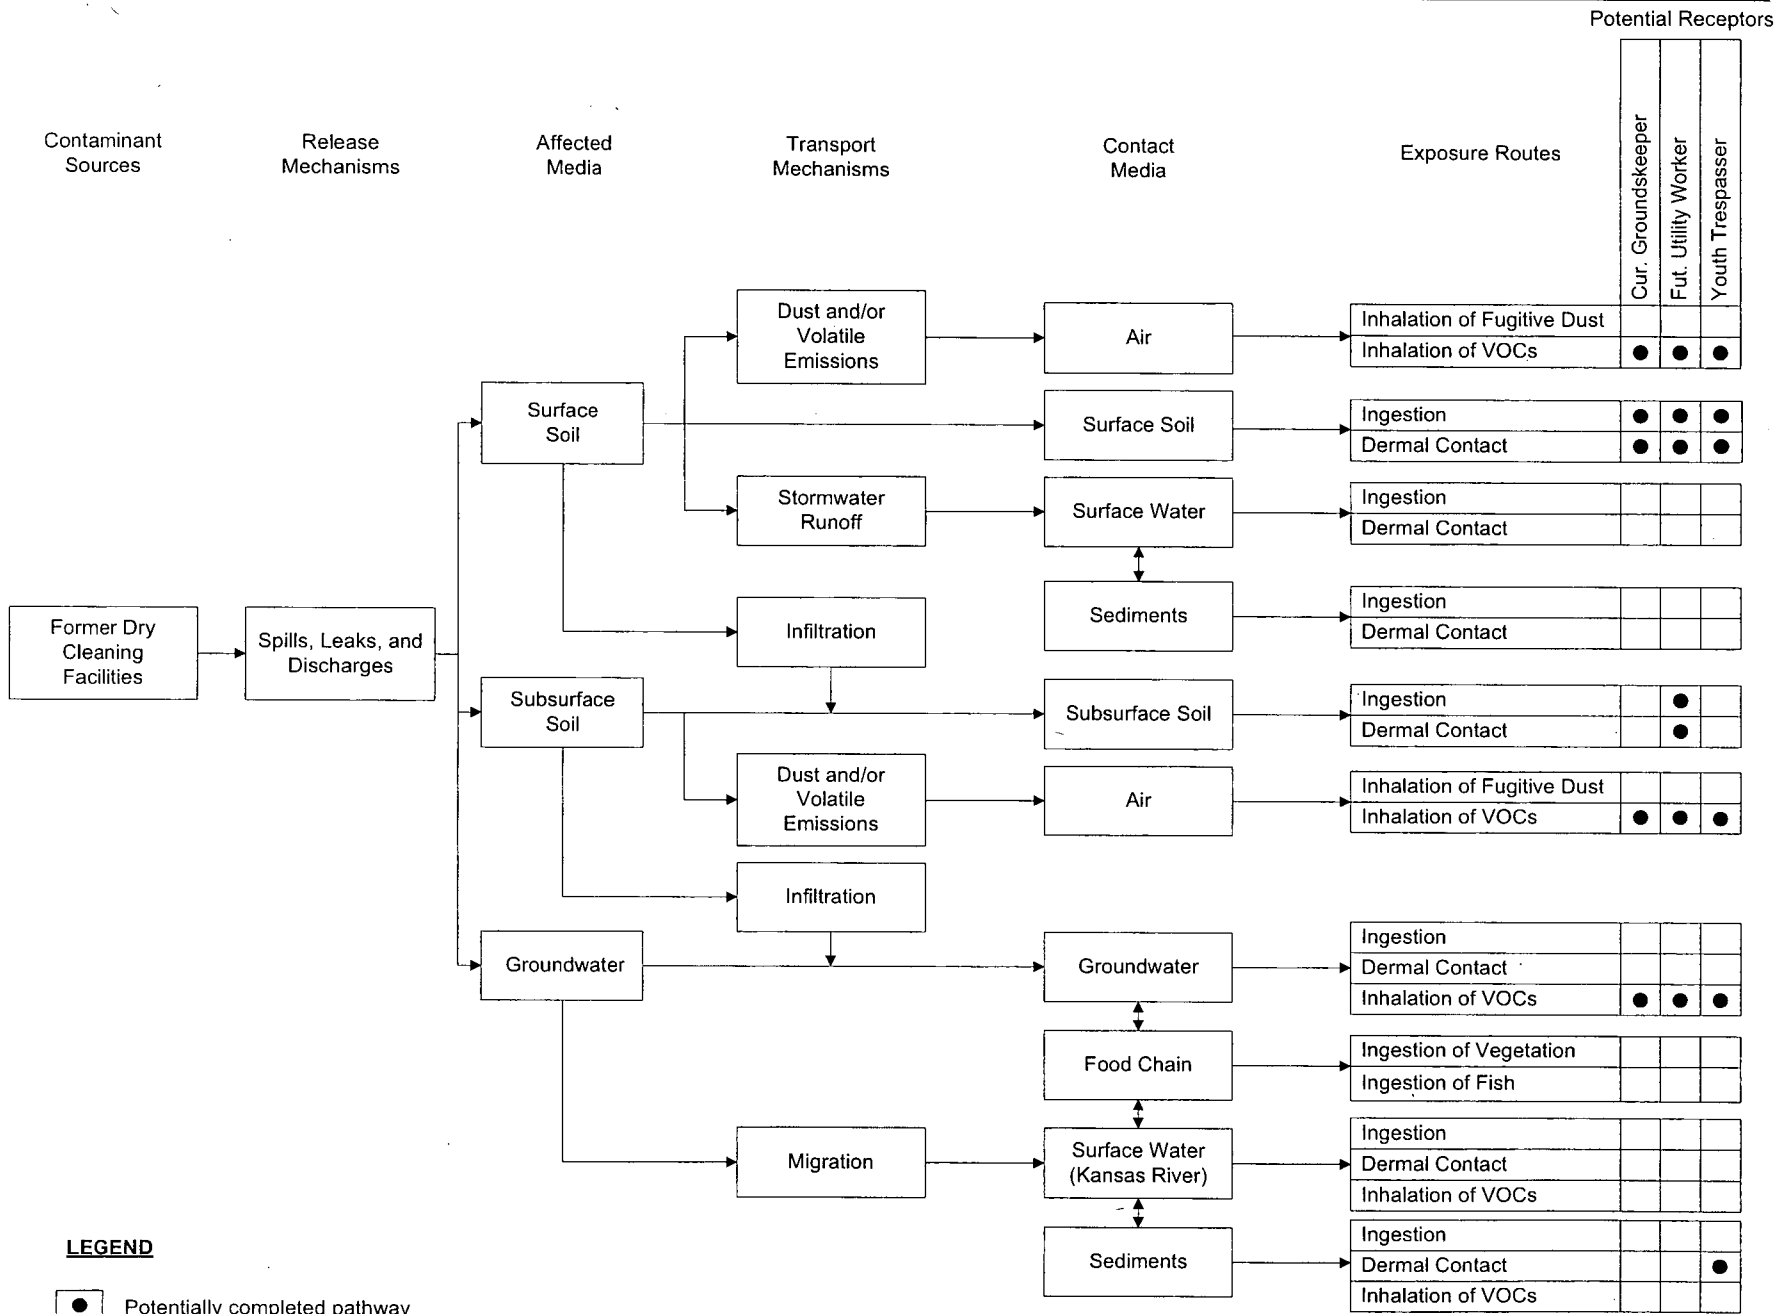 Potential Receptors
Contaminant
Sources
Release
Mechanisms
Affected
Media
Transport
Mechanisms
Contact
Media
Exposure Routes
Cur. Groundskeeper
Fut. Utility Worker
Youth Trespasser
Dust and/or
Volatile
Emissions
Air
Inhalation of Fugitive Dust
Inhalation of VOCs
Surface
Soil
Surface Soil
Ingestion
Dermal Contact
Stormwater
Runoff
Surface Water
Ingestion
Dermal Contact
Former Dry
Cleaning
Facilities
Spills, Leaks, and
Discharges
Infiltration
Sediments
Ingestion
Dermal Contact
Subsurface
Soil
Subsurface Soil
Ingestion
Dermal Contact
Dust and/or
Volatile
Emissions
Air
Inhalation of Fugitive Dust
Inhalation of VOCs
Infiltration
Groundwater
Groundwater
Ingestion
Dermal Contact
Inhalation of VOCs
Food Chain
Ingestion of Vegetation
Ingestion of Fish
Migration
Surface Water
(Kansas River)
Ingestion
Dermal Contact
Inhalation of VOCs
Sediments
Ingestion
Dermal Contact
Inhalation of VOCs
LEGEND
Potentially completed pathway